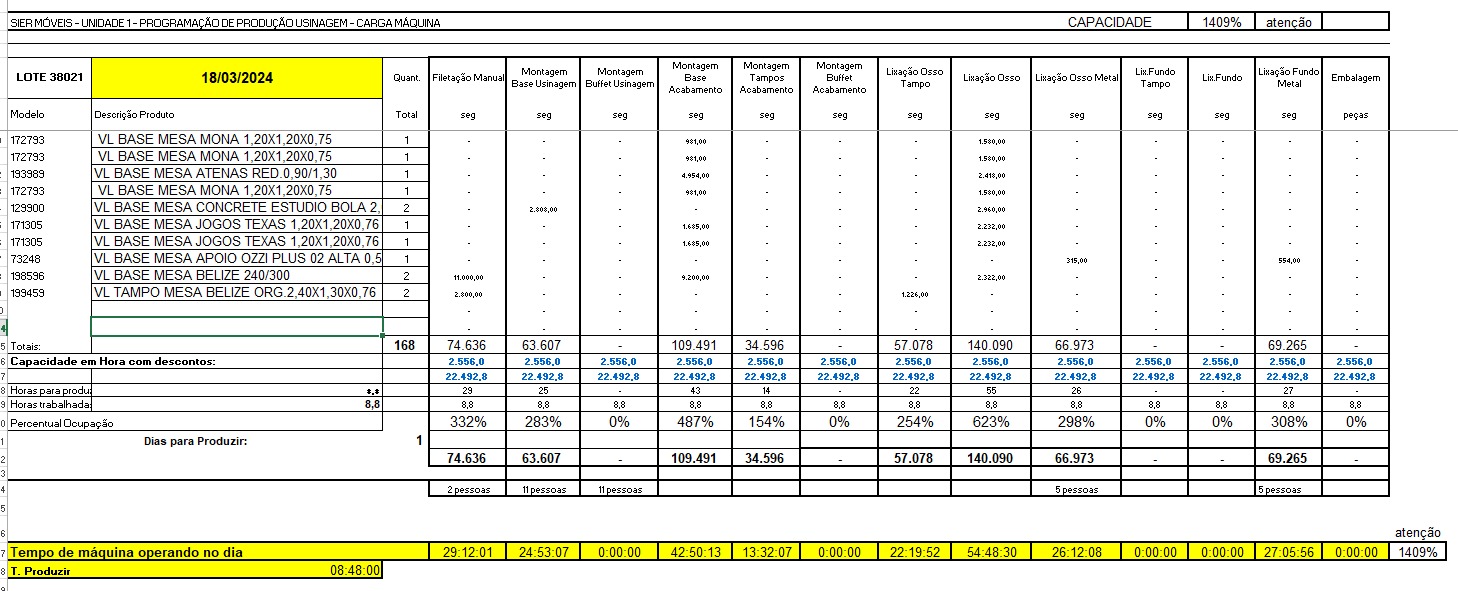 SIER MÓVEIS - UNIDADE 1 - PROGRAMAÇÃO DE PRODUÇÃO USINAGEM - CARGA MÁQUINA CAPACIDADE 1409% atenção
LOTE 38021 18/03/2024 Quant. Filetação Manual Montagem Base Usinagem Montagem Buffet Usinagem Montagem Base Acabamento Montagem Tampos Acabamento Montagem Buffet Acabamento Lixação Osso Tampo Lixação Osso Lixação Osso Metal Lix.Fundo Tampo Lix.Fundo Lixação Fundo Metal Embalagem
Modelo Descrição Produto Total seg seg seg seg seg seg seg seg seg seg seg seg peças
172793 VL BASE MESA MONA 1,20X1,20X0,75 1 - - - 981,00 - - - 1.580,00 - - - - -
172793 VL BASE MESA MONA 1,20X1,20X0,75 1 - - - 981,00 - - - 1.580,00 - - - - -
193989 VL BASE MESA ATENAS RED.0,90/1,30 1 - - - 4.954,00 - - - 2.418,00 - - - - -
172793 VL BASE MESA MONA 1,20X1,20X0,75 1 - - - 981,00 - - - 1.580,00 - - - - -
129900 VL BASE MESA CONCRETE ESTUDIO BOLA 2, 2 - 2.808,00 - - - - - 2.960,00 - - - - -
171305 VL BASE MESA JOGOS TEXAS 1,20X1,20X0,76 1 - - - 1.685,00 - - - 2.232,00 - - - - -
171305 VL BASE MESA JOGOS TEXAS 1,20X1,20X0,76 1 - - - 1.685,00 - - - 2.232,00 - - - - -
73248 VL BASE MESA APOIO OZZI PLUS 02 ALTA 0,5 1 - - - - - - - - 315,00 - - 554,00 -
198596 VL BASE MESA BELIZE 240/300 2 11.000,00 - - 9.200,00 - - - 2.322,00 - - - - -
199459 VL TAMPO MESA BELIZE ORG.2,40X1,30X0,76 2 2.800,00 - - - - - 1.226,00 - - - - - -
- - - - - - - - - - - - -
- - - - - - - - - - - - -
Totais: 168 74.636 63.607 - 109.491 34.596 - 57.078 140.090 66.973 - - 69.265 -
Capacidade em Hora com descontos: 2.556,0 2.556,0 2.556,0 2.556,0 2.556,0 2.556,0 2.556,0 2.556,0 2.556,0 2.556,0 2.556,0 2.556,0 2.556,0
22.492,8 22.492,8 22.492,8 22.492,8 22.492,8 22.492,8 22.492,8 22.492,8 22.492,8 22.492,8 22.492,8 22.492,8 22.492,8
Horas para produz *,* 29 25 - 43 14 - 22 55 26 - - 27 -
Horas trabalhadas 8,8 8,8 8,8 8,8 8,8 8,8 8,8 8,8 8,8 8,8 8,8 8,8 8,8 8,8
Percentual Ocupação 332% 283% 0% 487% 154% 0% 254% 623% 298% 0% 0% 308% 0%
Dias para Produzir: 1
74.636 63.607 - 109.491 34.596 - 57.078 140.090 66.973 - - 69.265 -
2 pessoas 11 pessoas 11 pessoas 5 pessoas 5 pessoas
atenção
Tempo de máquina operando no dia 29:12:01 24:53:07 0:00:00 42:50:13 13:32:07 0:00:00 22:19:52 54:48:30 26:12:08 0:00:00 0:00:00 27:05:56 0:00:00 1409%
T. Produzir 08:48:00